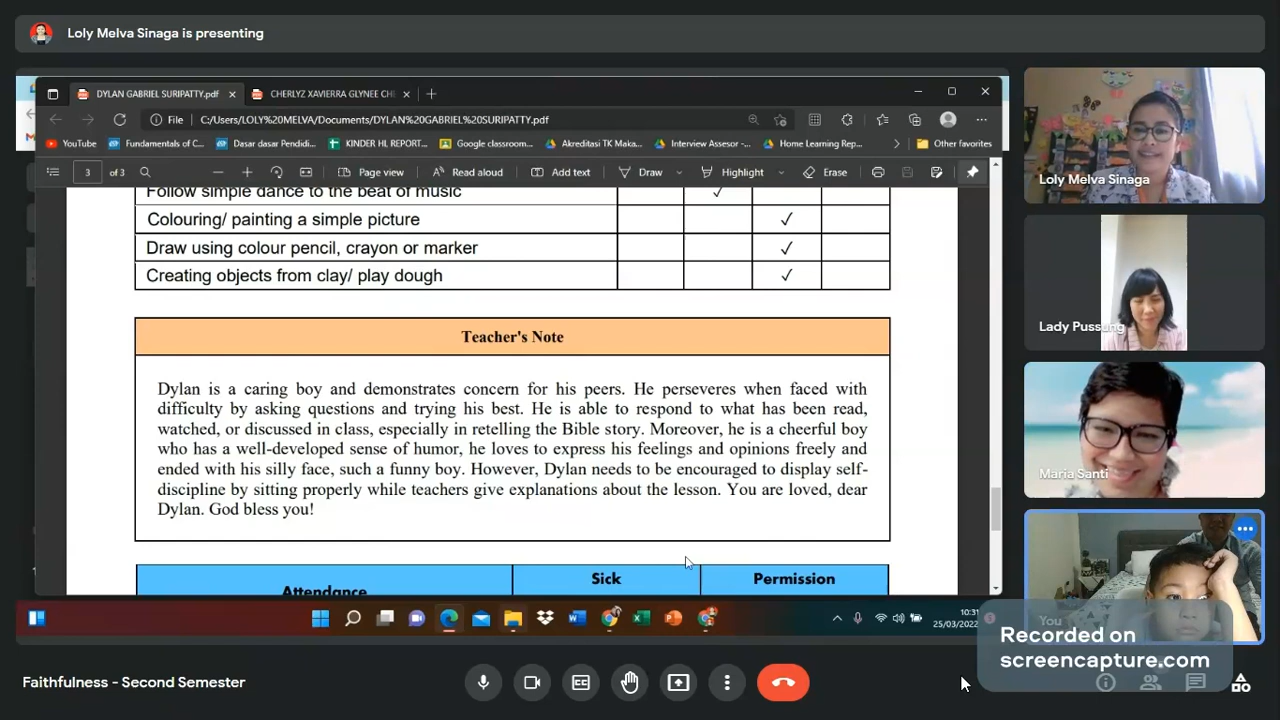 Loly Melva Sinaga is presenting
DYLAN GABRIEL SURIPATTY.pdf
CHERLYZ XAVIERRA GLYNEE CHE
File
C:/Users/LOLY%20MELVA/Documents/DYLAN%20GABRIEL%20SURIPATTY.pdf
YouTube
Fundamentals of C...
Dasar dasar Pendidi...
KINDER HL REPORT...
Google classroom...
Akreditasi TK Maka...
Interview Assesor -...
Home Learning Rep...
Other favorites
3 of 3
Page view
Read aloud
Add text
Draw
Highlight
Erase
Follow simple dance to the beat of music ✓
Colouring/ painting a simple picture ✓
Draw using colour pencil, crayon or marker ✓
Creating objects from clay/ play dough ✓
Teacher's Note
Dylan is a caring boy and demonstrates concern for his peers. He perseveres when faced with
difficulty by asking questions and trying his best. He is able to respond to what has been read,
watched, or discussed in class, especially in retelling the Bible story. Moreover, he is a cheerful boy
who has a well-developed sense of humor, he loves to express his feelings and opinions freely and
ended with his silly face, such a funny boy. However, Dylan needs to be encouraged to display self-
discipline by sitting properly while teachers give explanations about the lesson. You are loved, dear
Dylan. God bless you!
Attendance
Sick
Permission
10:31
25/03/2022
Loly Melva Sinaga
Lady Pussung
Maria Santi
You
Recorded on
screencapture.com
Faithfulness - Second Semester